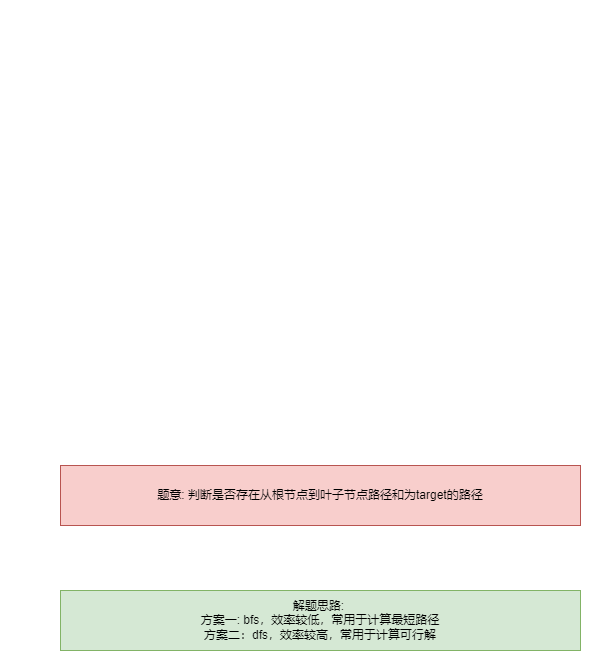 题意: 判断是否存在从根节点到叶子节点路径和为target的路径
解题思路:
方案一: bfs，效率较低，常用于计算最短路径
方案二：dfs，效率较高，常用于计算可行解